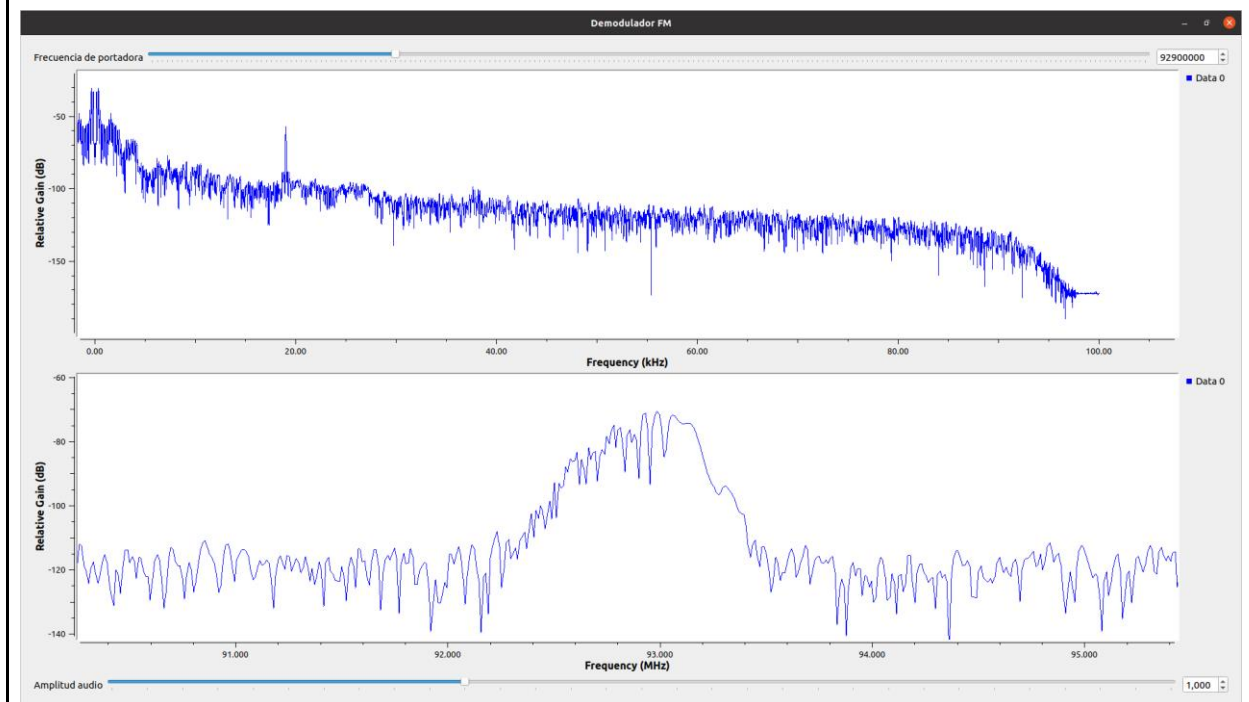 Demodulador FM
Frecuencia de portadora
92900000
Data 0
-50
-100
-150
Relative Gain (dB)
0.00 20.00 40.00 60.00 80.00 100.00
Frequency (kHz)
Data 0
-60
-80
-100
-120
-140
Relative Gain (dB)
91.000 92.000 93.000 94.000 95.000
Frequency (MHz)
Amplitud audio
1,000